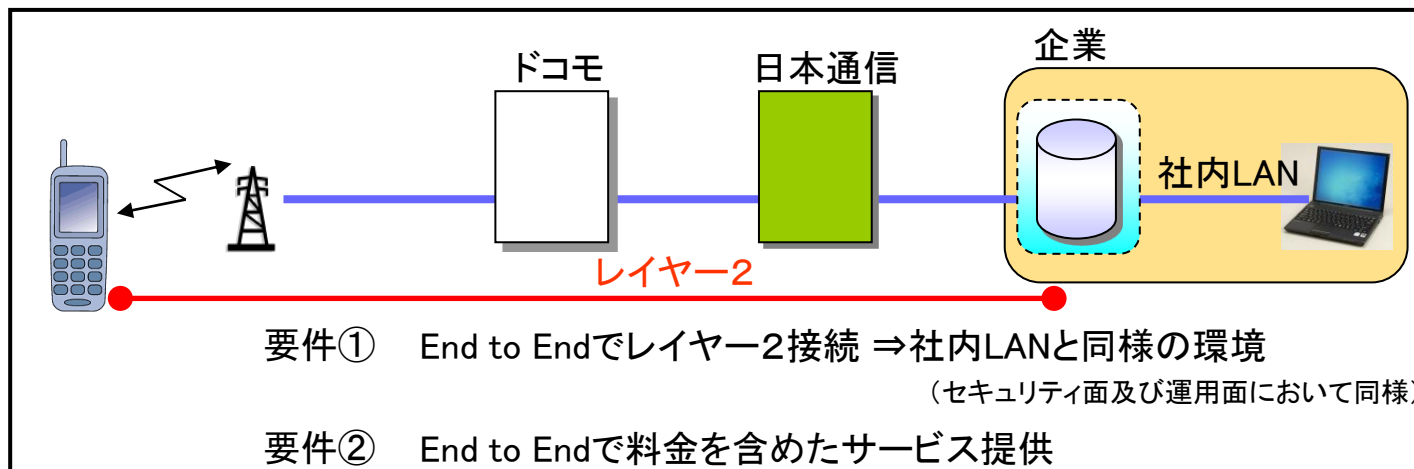 企業
ドコモ
日本通信
社内LAN
レイヤー２
要件① End to Endでレイヤー２接続 ⇒社内LANと同様の環境
（セキュリティ面及び運用面において同様）
要件② End to Endで料金を含めたサービス提供